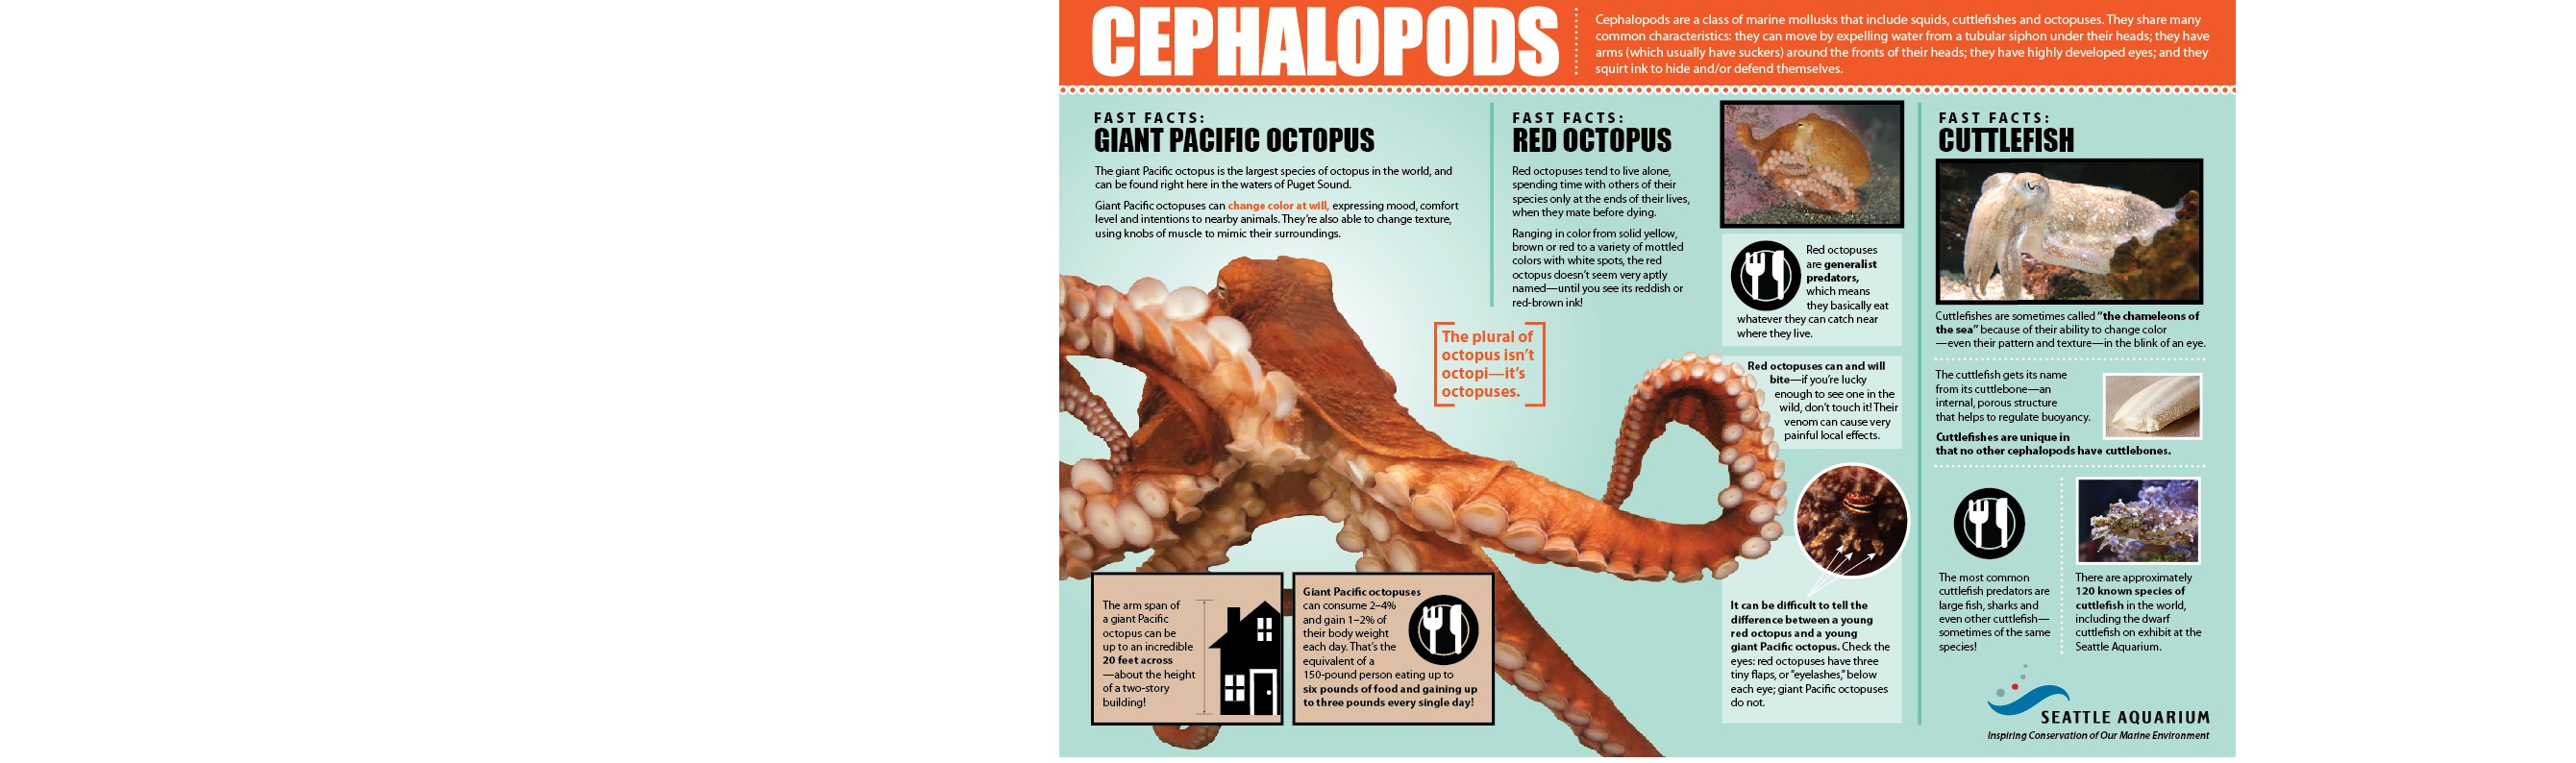 CEPHALOPODS
Cephalopods are a class of marine mollusks that include squids, cuttlefishes and octopuses. They share many
common characteristics: they can move by expelling water from a tubular siphon under their heads; they have
arms (which usually have suckers) around the fronts of their heads; they have highly developed eyes; and they
squirt ink to hide and/or defend themselves.
FAST FACTS:
GIANT PACIFIC OCTOPUS
The giant Pacific octopus is the largest species of octopus in the world, and
can be found right here in the waters of Puget Sound.
Giant Pacific octopuses can change color at will, expressing mood, comfort
level and intentions to nearby animals. They're also able to change texture,
using knobs of muscle to mimic their surroundings.
The plural of
octopus isn't
octopi—it's
octopuses.
The arm span of
a giant Pacific
octopus can be
up to an incredible
20 feet across
—about the height
of a two-story
building!
Giant Pacific octopuses
can consume 2–4%
and gain 1–2% of
their body weight
each day. That's the
equivalent of a
150-pound person eating up to
six pounds of food and gaining up
to three pounds every single day!
FAST FACTS:
RED OCTOPUS
Red octopuses tend to live alone,
spending time with others of their
species only at the ends of their lives,
when they mate before dying.
Ranging in color from solid yellow,
brown or red to a variety of mottled
colors with white spots, the red
octopus doesn't seem very aptly
named—until you see its reddish or
red-brown ink!
Red octopuses
are generalist
predators,
which means
they basically eat
whatever they can catch near
where they live.
Red octopuses can and will
bite—if you're lucky
enough to see one in the
wild, don't touch it! Their
venom can cause very
painful local effects.
It can be difficult to tell the
difference between a young
red octopus and a young
giant Pacific octopus. Check the
eyes: red octopuses have three
tiny flaps, or "eyelashes," below
each eye; giant Pacific octopuses
do not.
FAST FACTS:
CUTTLEFISH
Cuttlefishes are sometimes called "the chameleons of
the sea" because of their ability to change color
—even their pattern and texture—in the blink of an eye.
The cuttlefish gets its name
from its cuttlebone—an
internal, porous structure
that helps to regulate buoyancy.
Cuttlefishes are unique in
that no other cephalopods have cuttlebones.
The most common
cuttlefish predators are
large fish, sharks and
even other cuttlefish—
sometimes of the same
species!
There are approximately
120 known species of
cuttlefish in the world,
including the dwarf
cuttlefish on exhibit at the
Seattle Aquarium.
SEATTLE AQUARIUM
Inspiring Conservation of Our Marine Environment